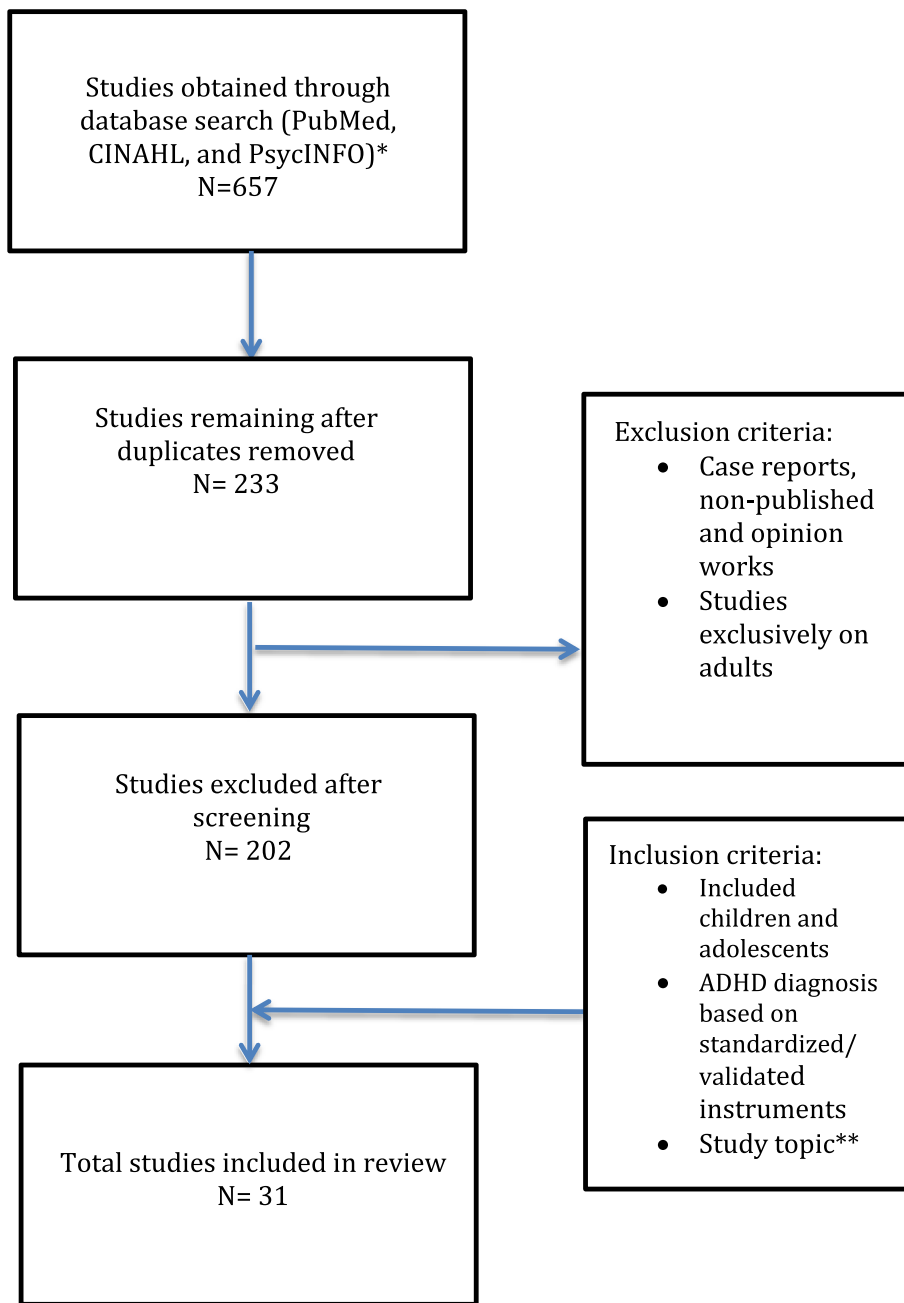 Studies obtained through
database search (PubMed,
CINAHL, and PsycINFO)*
N=657
Studies remaining after
duplicates removed
N= 233
Exclusion criteria:
• Case reports,
non-published
and opinion
works
• Studies
exclusively on
adults
Studies excluded after
screening
N= 202
Inclusion criteria:
• Included
children and
adolescents
• ADHD diagnosis
based on
standardized/
validated
instruments
• Study topic**
Total studies included in review
N= 31